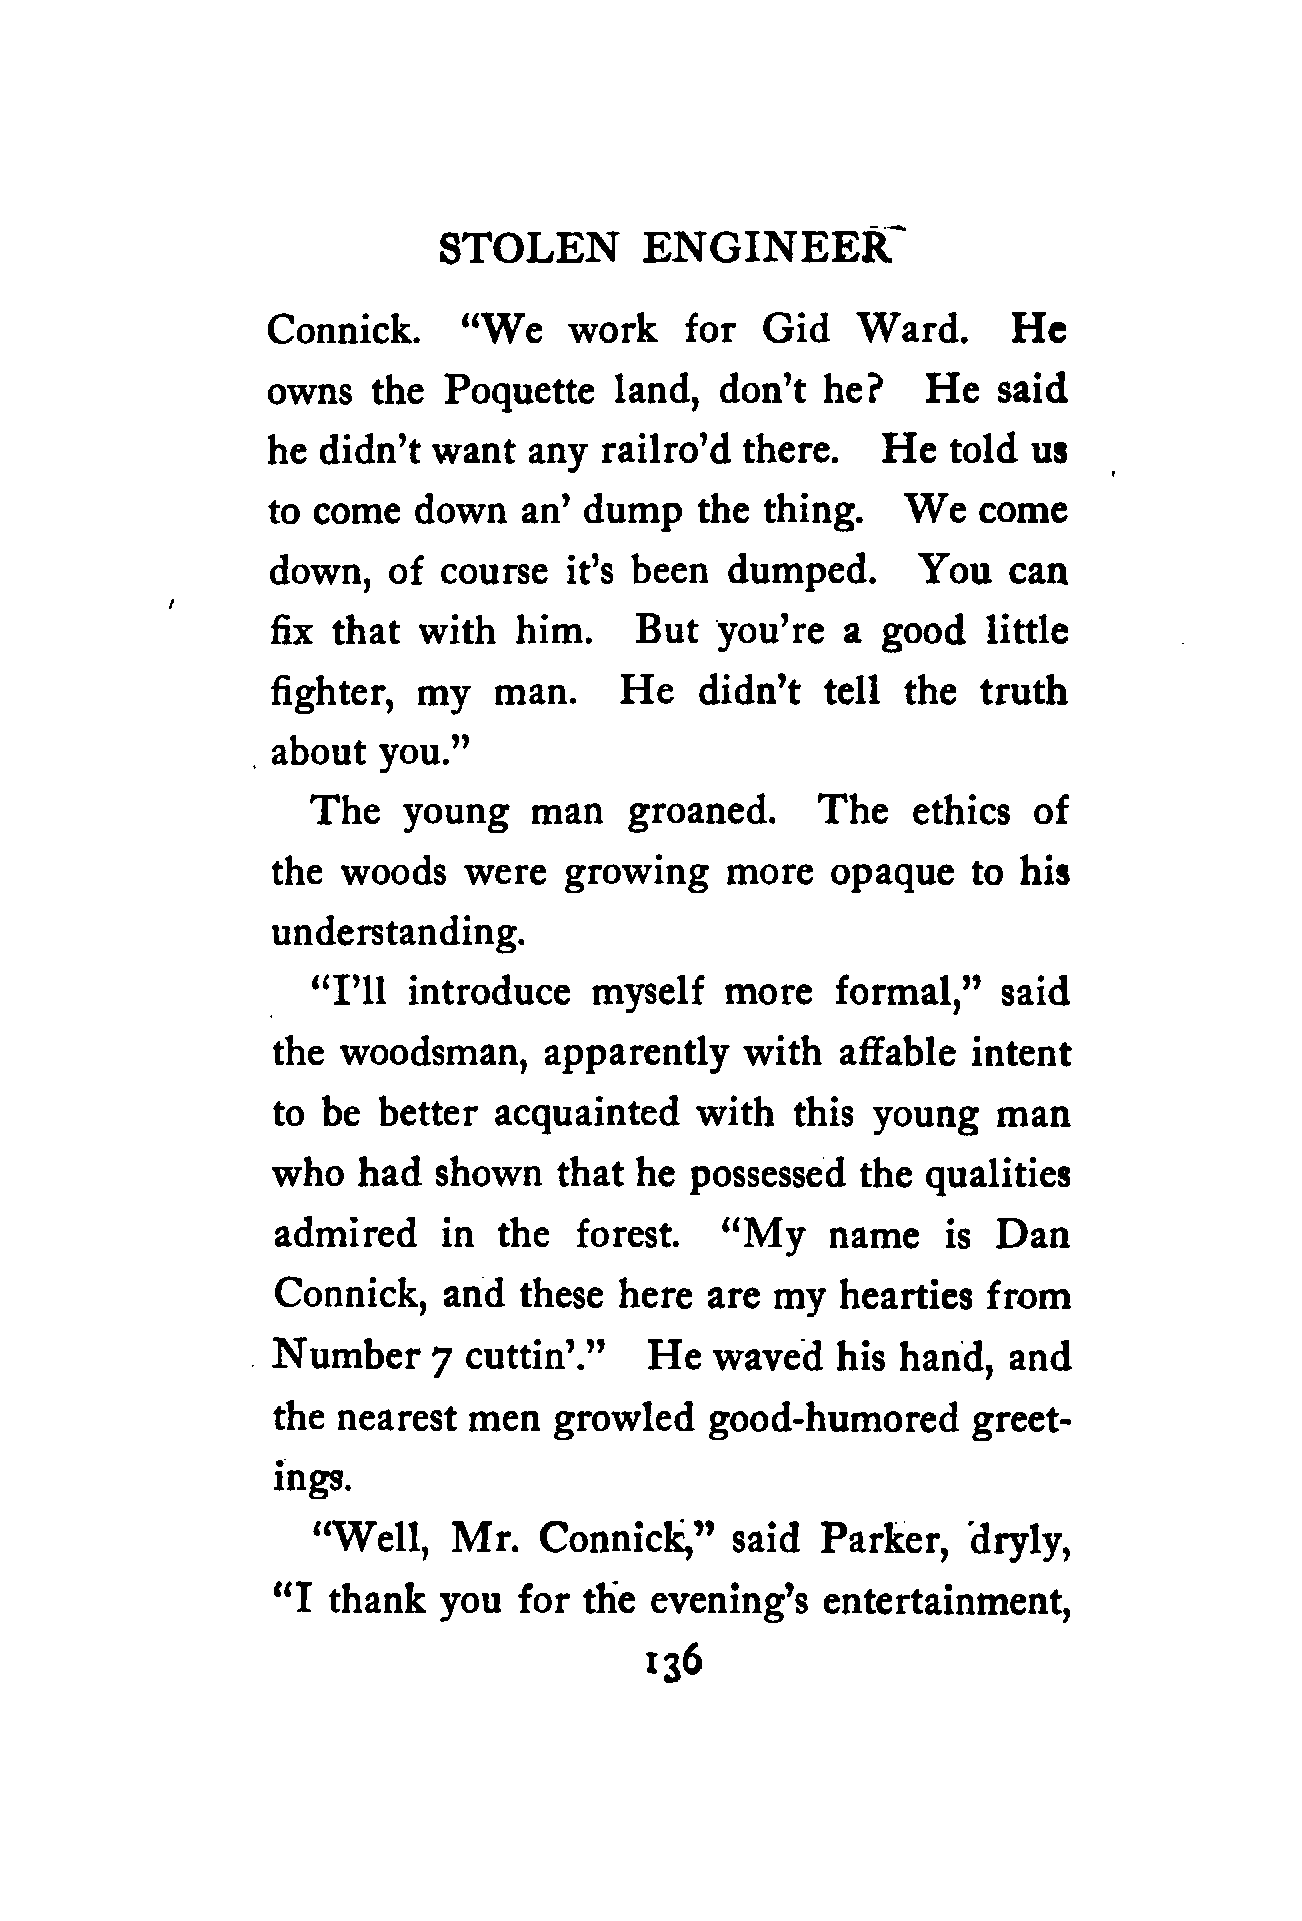 STOLEN ENGINEER
Connick. “We work for Gid Ward. He
owns the Poquette land, don’t he? He said
he didn’t want any railro’d there. He told us
to come down an’ dump the thing. We come
down, of course it’s been dumped. You can
fix that with him. But you’re a good little
fighter, my man. He didn’t tell the truth
about you.”
The young man groaned. The ethics of
the woods were growing more opaque to his
understanding.
“I’ll introduce myself more formal,” said
the woodsman, apparently with affable intent
to be better acquainted with this young man
who had shown that he possessed the qualities
admired in the forest. “My name is Dan
Connick, and these here are my hearties from
Number 7 cuttin’.” He waved his hand, and
the nearest men growled good-humored greet-
ings.
“Well, Mr. Connick,” said Parker, dryly,
“I thank you for the evening’s entertainment,
136